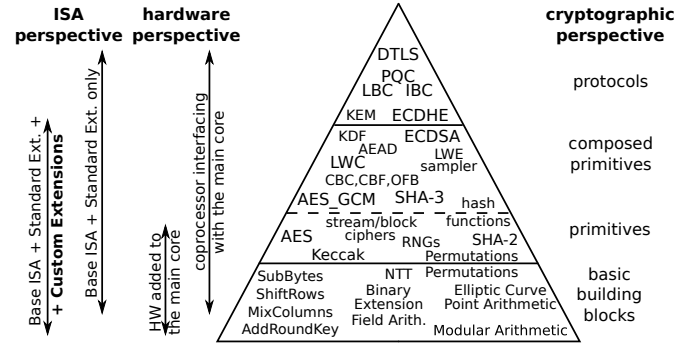 ISA
perspective
hardware
perspective
cryptographic
perspective
Base ISA + Standard Ext. +
+ Custom Extensions
Base ISA + Standard Ext. only
HW added to
the main core
coprocessor interfacing
with the main core
DTLS
PQC
LBC IBC
KEM ECDHE
protocols
KDF ECDSA
AEAD
LWC LWE
sampler
CBC,CBF,OFB
AES_GCM SHA-3 hash
composed
primitives
functions
stream/block
ciphers
AES RNGs SHA-2
Keccak Permutations
primitives
SubBytes NTT Permutations
ShiftRows Binary Elliptic Curve
MixColumns Extension Point Arithmetic
AddRoundKey Field Arith. Modular Arithmetic
basic
building
blocks